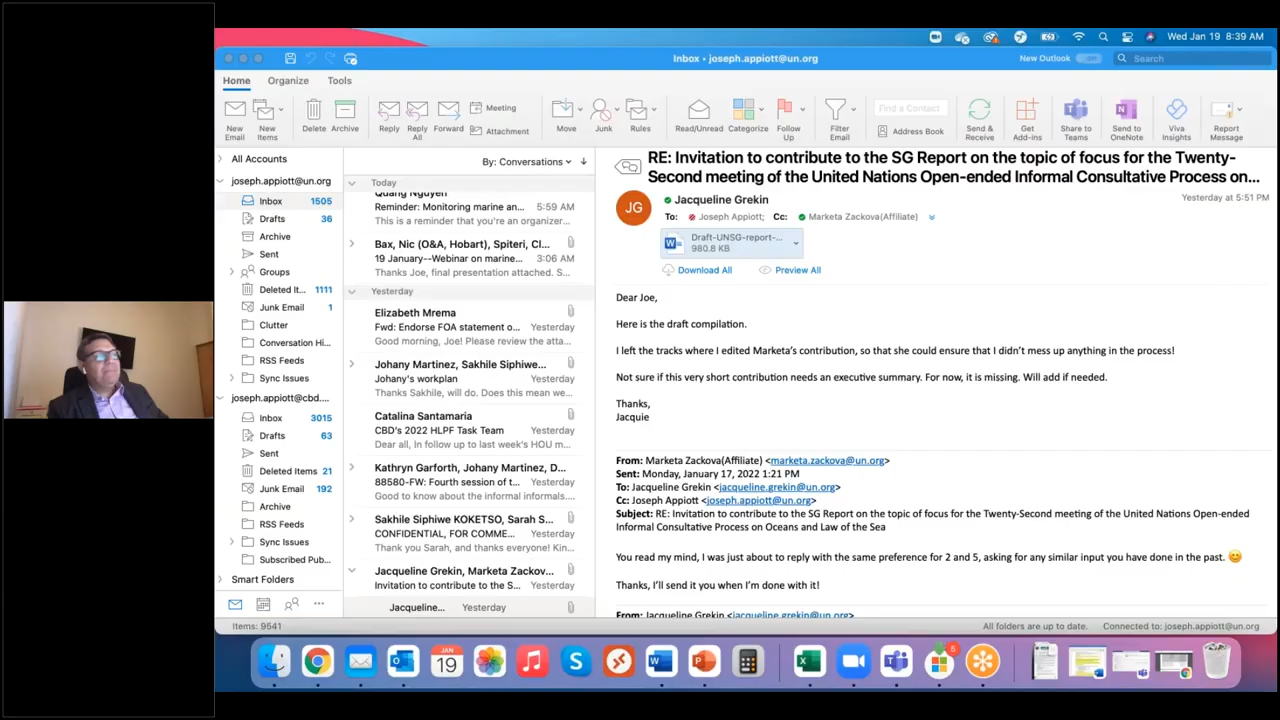 Wed Jan 19 8:39 AM
Inbox • joseph.appiott@un.org
New Outlook
Search
Home
Organize
Tools
New Email
New Items
Delete
Archive
Reply
Reply All
Forward
Meeting
Attachment
Move
Junk
Rules
Read/Unread
Categorize
Follow Up
Filter Email
Find a Contact
Address Book
Send & Receive
Get Add-ins
Share to Teams
Send to OneNote
Viva Insights
Report Message
All Accounts
joseph.appiott@un.org
Inbox 1505
Drafts 36
Archive
Sent
Groups
Deleted It... 1111
Junk Email 1
Clutter
Conversation Hi...
RSS Feeds
Sync Issues
joseph.appiott@cbd....
Inbox 3015
Drafts 63
Sent
Deleted Items 21
Junk Email 192
Archive
RSS Feeds
Sync Issues
Subscribed Pub...
Smart Folders
Items: 9541
By: Conversations
Today
Quang Nguyen
Reminder: Monitoring marine an... 5:59 AM
This is a reminder that you're an organizer...
Bax, Nic (O&A, Hobart), Spiteri, Cl...
19 January--Webinar on marine... 3:06 AM
Thanks Joe, final presentation attached. S...
Yesterday
Elizabeth Mrema
Fwd: Endorse FOA statement o... Yesterday
Good morning, Joe! Please review the atta...
Johany Martinez, Sakhile Siphiwe...
Johany's workplan Yesterday
Thanks Sakhile, will do. Does this mean we...
Catalina Santamaria
CBD's 2022 HLPF Task Team Yesterday
Dear all, In follow up to last week's HOU m...
Kathryn Garforth, Johany Martinez, D...
88580-FW: Fourth session of t... Yesterday
Good to know about the informal informals....
Sakhile Siphiwe KOKETSO, Sarah S...
CONFIDENTIAL, FOR COMME... Yesterday
Thank you Sarah, and thanks everyone! Kin...
Jacqueline Grekin, Marketa Zackov...
Invitation to contribute to the S... Yesterday
Jacqueline... Yesterday
RE: Invitation to contribute to the SG Report on the topic of focus for the Twenty-
Second meeting of the United Nations Open-ended Informal Consultative Process on...
JG
Jacqueline Grekin
Yesterday at 5:51 PM
To: Joseph Appiott; Cc: Marketa Zackova(Affiliate)
Draft-UNSG-report-...
980.8 KB
Download All
Preview All
Dear Joe,
Here is the draft compilation.
I left the tracks where I edited Marketa's contribution, so that she could ensure that I didn't mess up anything in the process!
Not sure if this very short contribution needs an executive summary. For now, it is missing. Will add if needed.
Thanks,
Jacquie
From: Marketa Zackova(Affiliate) <marketa.zackova@un.org>
Sent: Monday, January 17, 2022 1:21 PM
To: Jacqueline Grekin <jacqueline.grekin@un.org>
Cc: Joseph Appiott <joseph.appiott@un.org>
Subject: RE: Invitation to contribute to the SG Report on the topic of focus for the Twenty-Second meeting of the United Nations Open-ended
Informal Consultative Process on Oceans and Law of the Sea
You read my mind, I was just about to reply with the same preference for 2 and 5, asking for any similar input you have done in the past. 😊
Thanks, I'll send it you when I'm done with it!
From: Jacqueline Grekin <jacqueline.grekin@un.org>
All folders are up to date.
Connected to: joseph.appiott@un.org
JAN
19
6